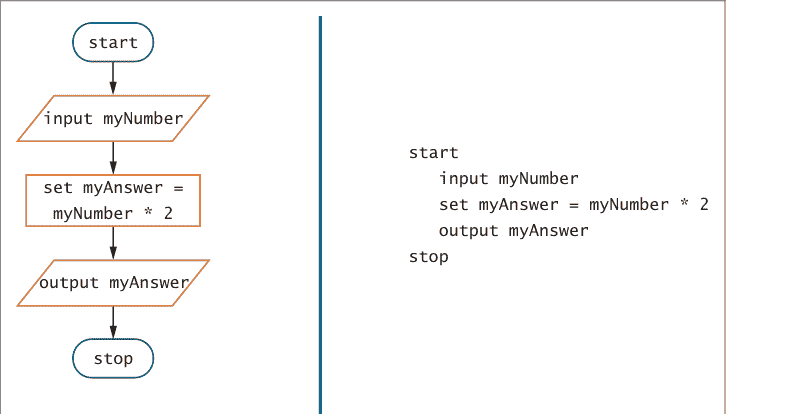 start
input myNumber
set myAnswer =
myNumber * 2
output myAnswer
stop
start
input myNumber
set myAnswer = myNumber * 2
output myAnswer
stop